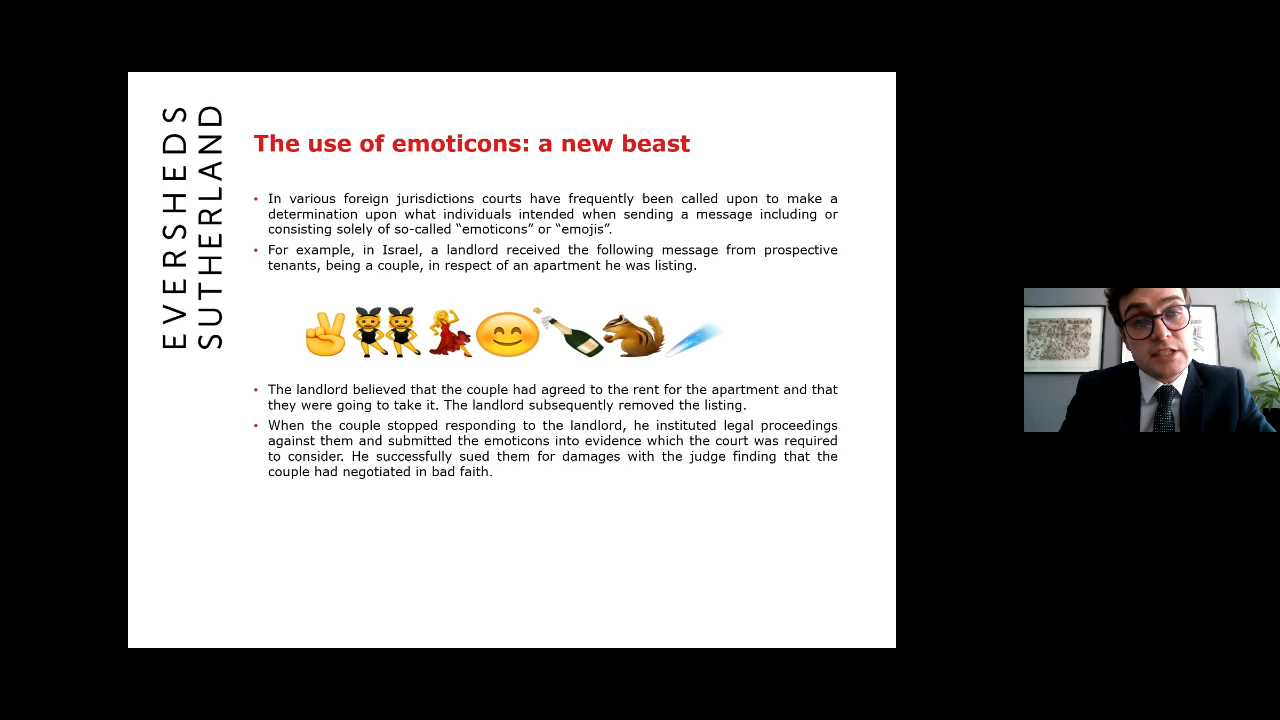 EVERSHEDS
SUTHERLAND
The use of emoticons: a new beast
• In various foreign jurisdictions courts have frequently been called upon to make a
determination upon what individuals intended when sending a message including or
consisting solely of so-called “emoticons” or “emojis”.
• For example, in Israel, a landlord received the following message from prospective
tenants, being a couple, in respect of an apartment he was listing.
• The landlord believed that the couple had agreed to the rent for the apartment and that
they were going to take it. The landlord subsequently removed the listing.
• When the couple stopped responding to the landlord, he instituted legal proceedings
against them and submitted the emoticons into evidence which the court was required
to consider. He successfully sued them for damages with the judge finding that the
couple had negotiated in bad faith.